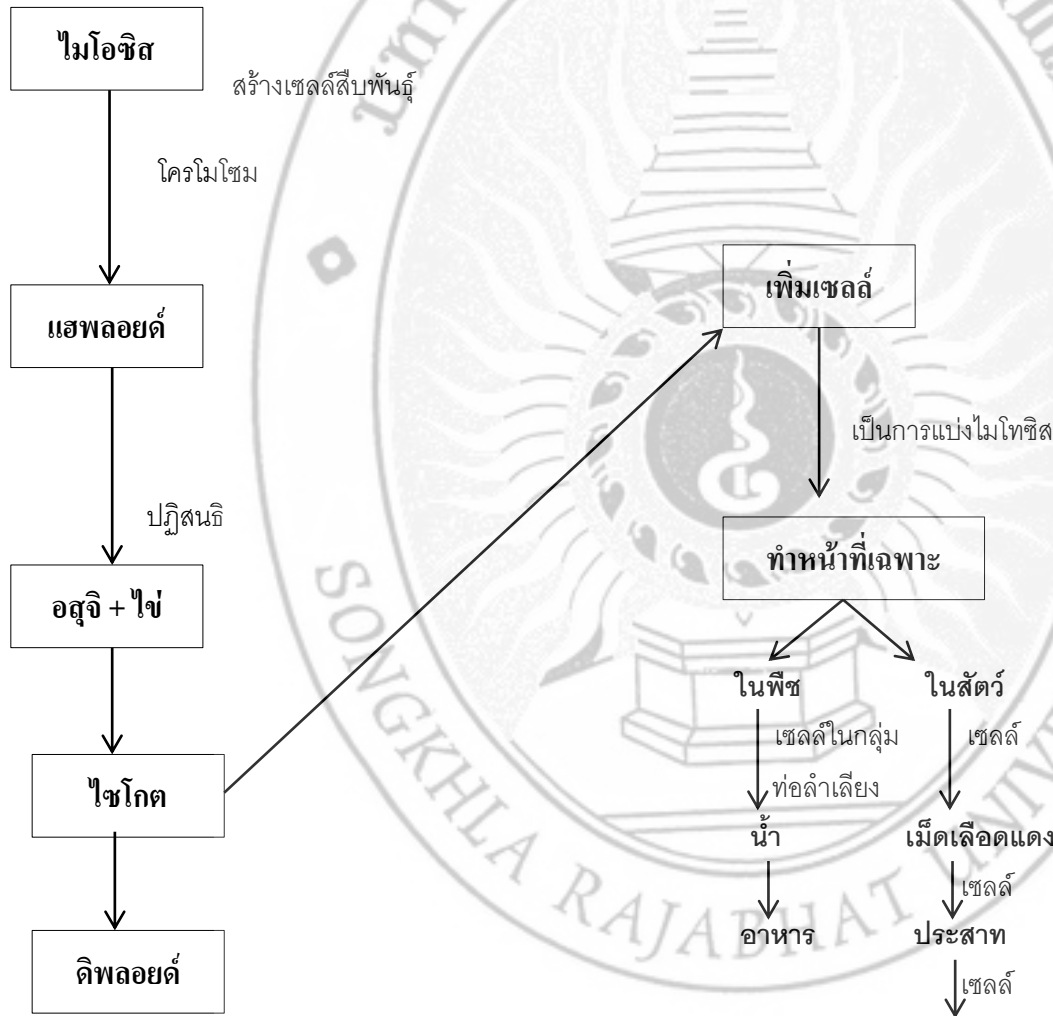 ไมโอซิส
สร้างเซลล์สืบพันธุ์
โครโมโซม
แฮพลอยด์
ปฏิสนธิ
อสุจิ + ไข่
ไซโกต
ดิพลอยด์
เพิ่มเซลล์
เป็นการแบ่งไมโทซิส
ทำหน้าที่เฉพาะ
ในพืช
ในสัตว์
เซลล์ในกลุ่ม
ท่อลำเลียง
เซลล์
น้ำ
เม็ดเลือดแดง
เซลล์
อาหาร
ประสาท
เซลล์
SONGKHLA RAJABHAT